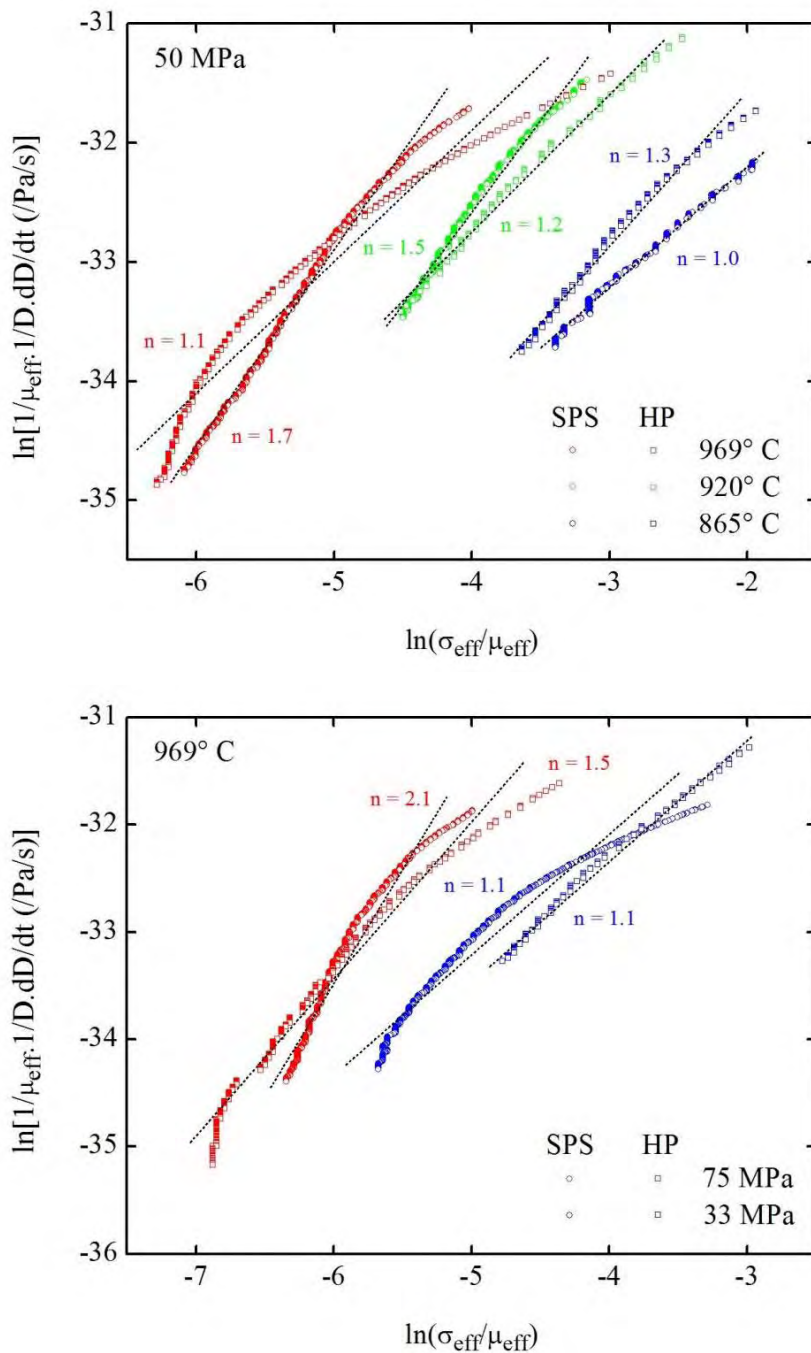 50 MPa
-31
-32
-33
-34
-35
ln[1/μeff.1/D.dD/dt (/Pa/s)]
n = 1.3
n = 1.5
n = 1.2
n = 1.0
n = 1.1
n = 1.7
SPS HP
969° C
920° C
865° C
-6 -5 -4 -3 -2
ln(σeff/μeff)
969° C
-31
-32
-33
-34
-35
-36
ln[1/μeff.1/D.dD/dt (/Pa/s)]
n = 1.5
n = 2.1
n = 1.1
n = 1.1
SPS HP
75 MPa
33 MPa
-7 -6 -5 -4 -3
ln(σeff/μeff)